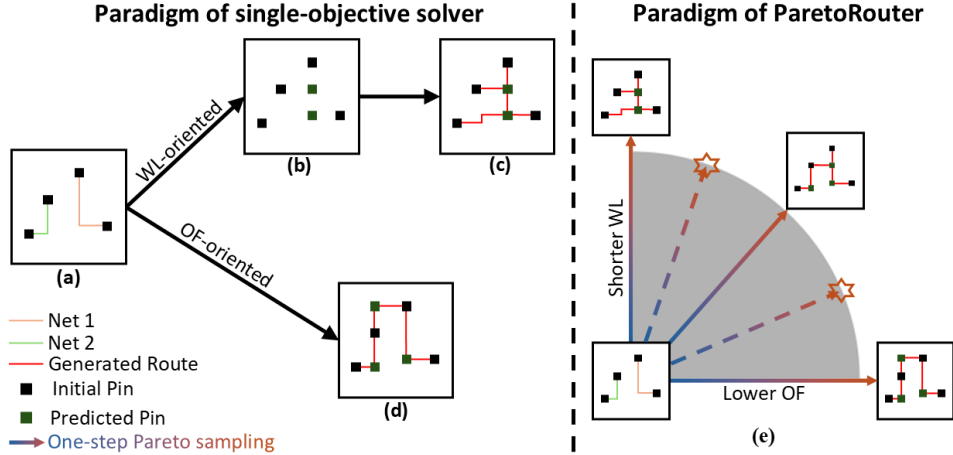 Paradigm of single-objective solver
WL-oriented
OF-oriented
(a)
(b)
(c)
(d)
Net 1
Net 2
Generated Route
Initial Pin
Predicted Pin
One-step Pareto sampling
Paradigm of ParetoRouter
Shorter WL
Lower OF
(e)